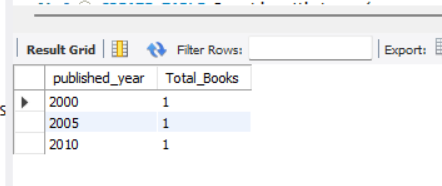 Result Grid Filter Rows: Export:
published_year Total_Books
2000 1
2005 1
2010 1